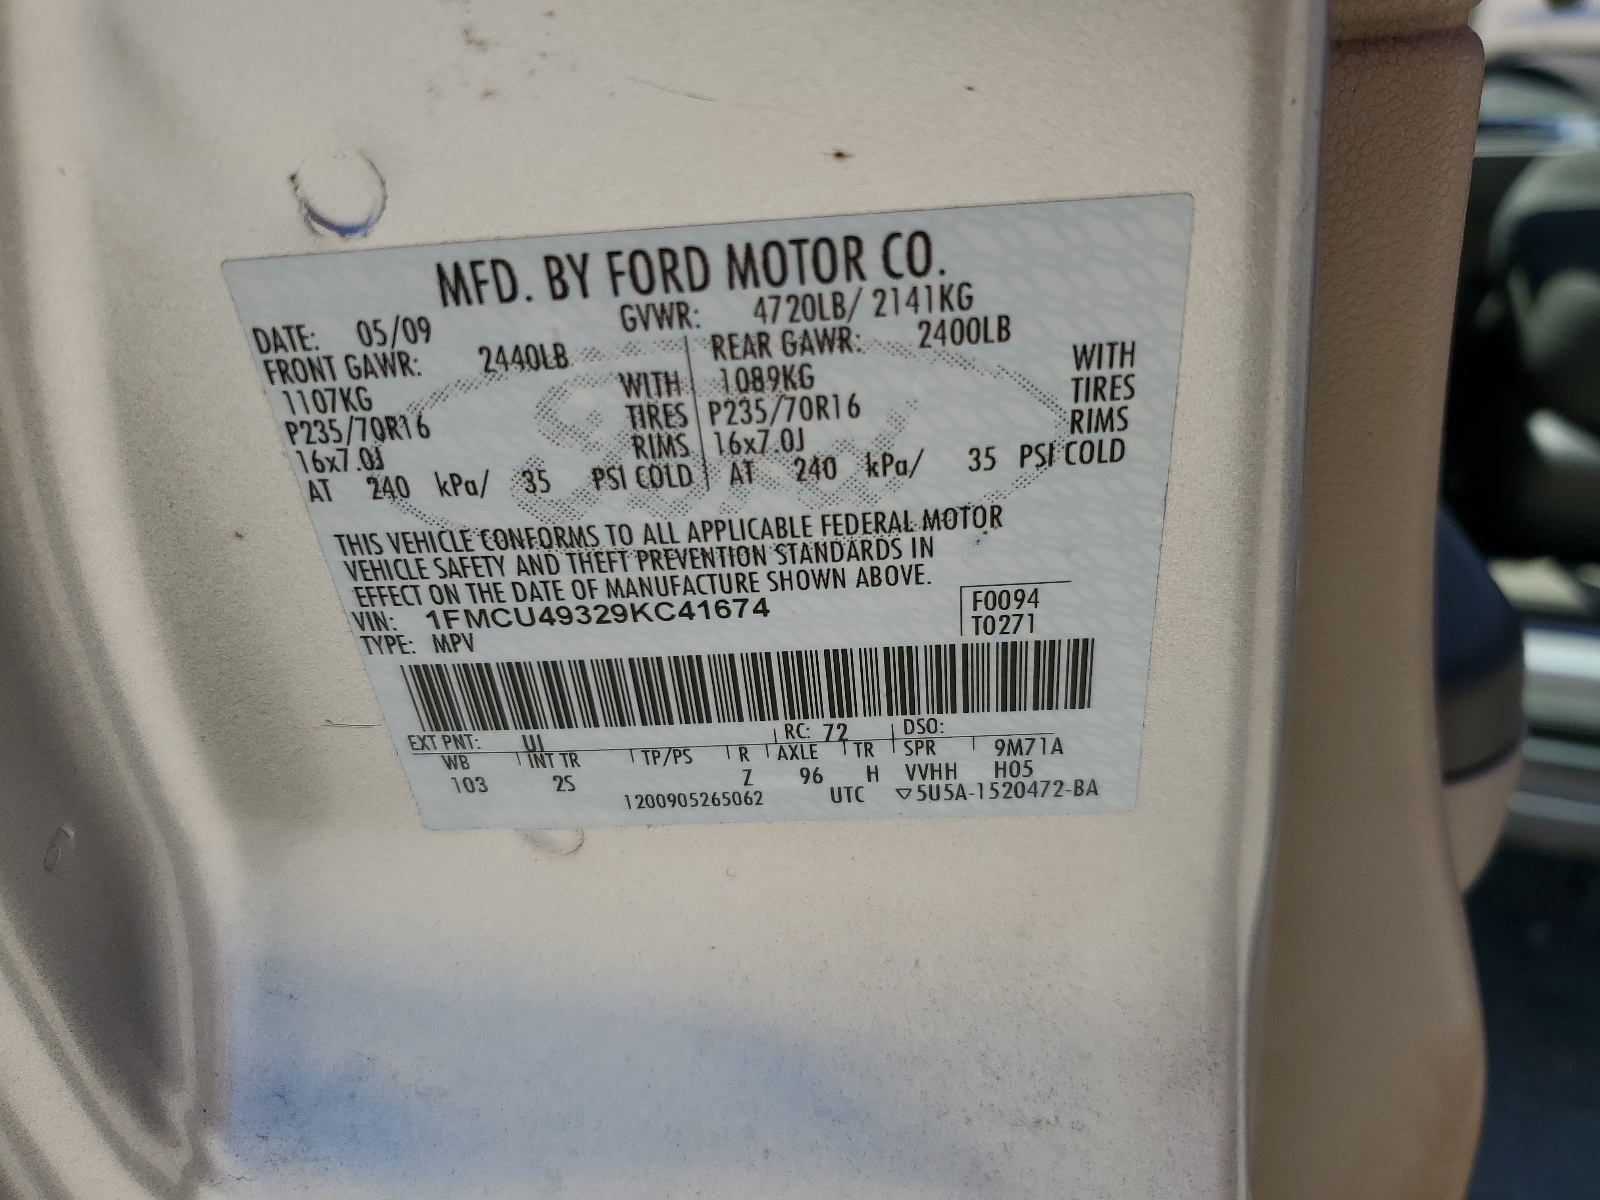 MFD. BY FORD MOTOR CO.
DATE: 05/09 GVWR: 4720LB/ 2141KG
FRONT GAWR: 2440LB REAR GAWR: 2400LB
1107KG WITH 1089KG WITH
P235/70R16 TIRES P235/70R16 TIRES
16x7.0J RIMS 16x7.0J RIMS
AT 240 kPa/ 35 PSI COLD AT 240 kPa/ 35 PSI COLD
THIS VEHICLE CONFORMS TO ALL APPLICABLE FEDERAL MOTOR
VEHICLE SAFETY AND THEFT PREVENTION STANDARDS IN
EFFECT ON THE DATE OF MANUFACTURE SHOWN ABOVE.
VIN: 1FMCU49329KC41674 F0094
TYPE: MPV T0271
EXT PNT: UI RC: 72 DSO:
WB INT TR TP/PS R AXLE TR SPR 9M71A
103 2S Z 96 H VVHH H05
1200905265062 UTC ▽5U5A-1520472-BA